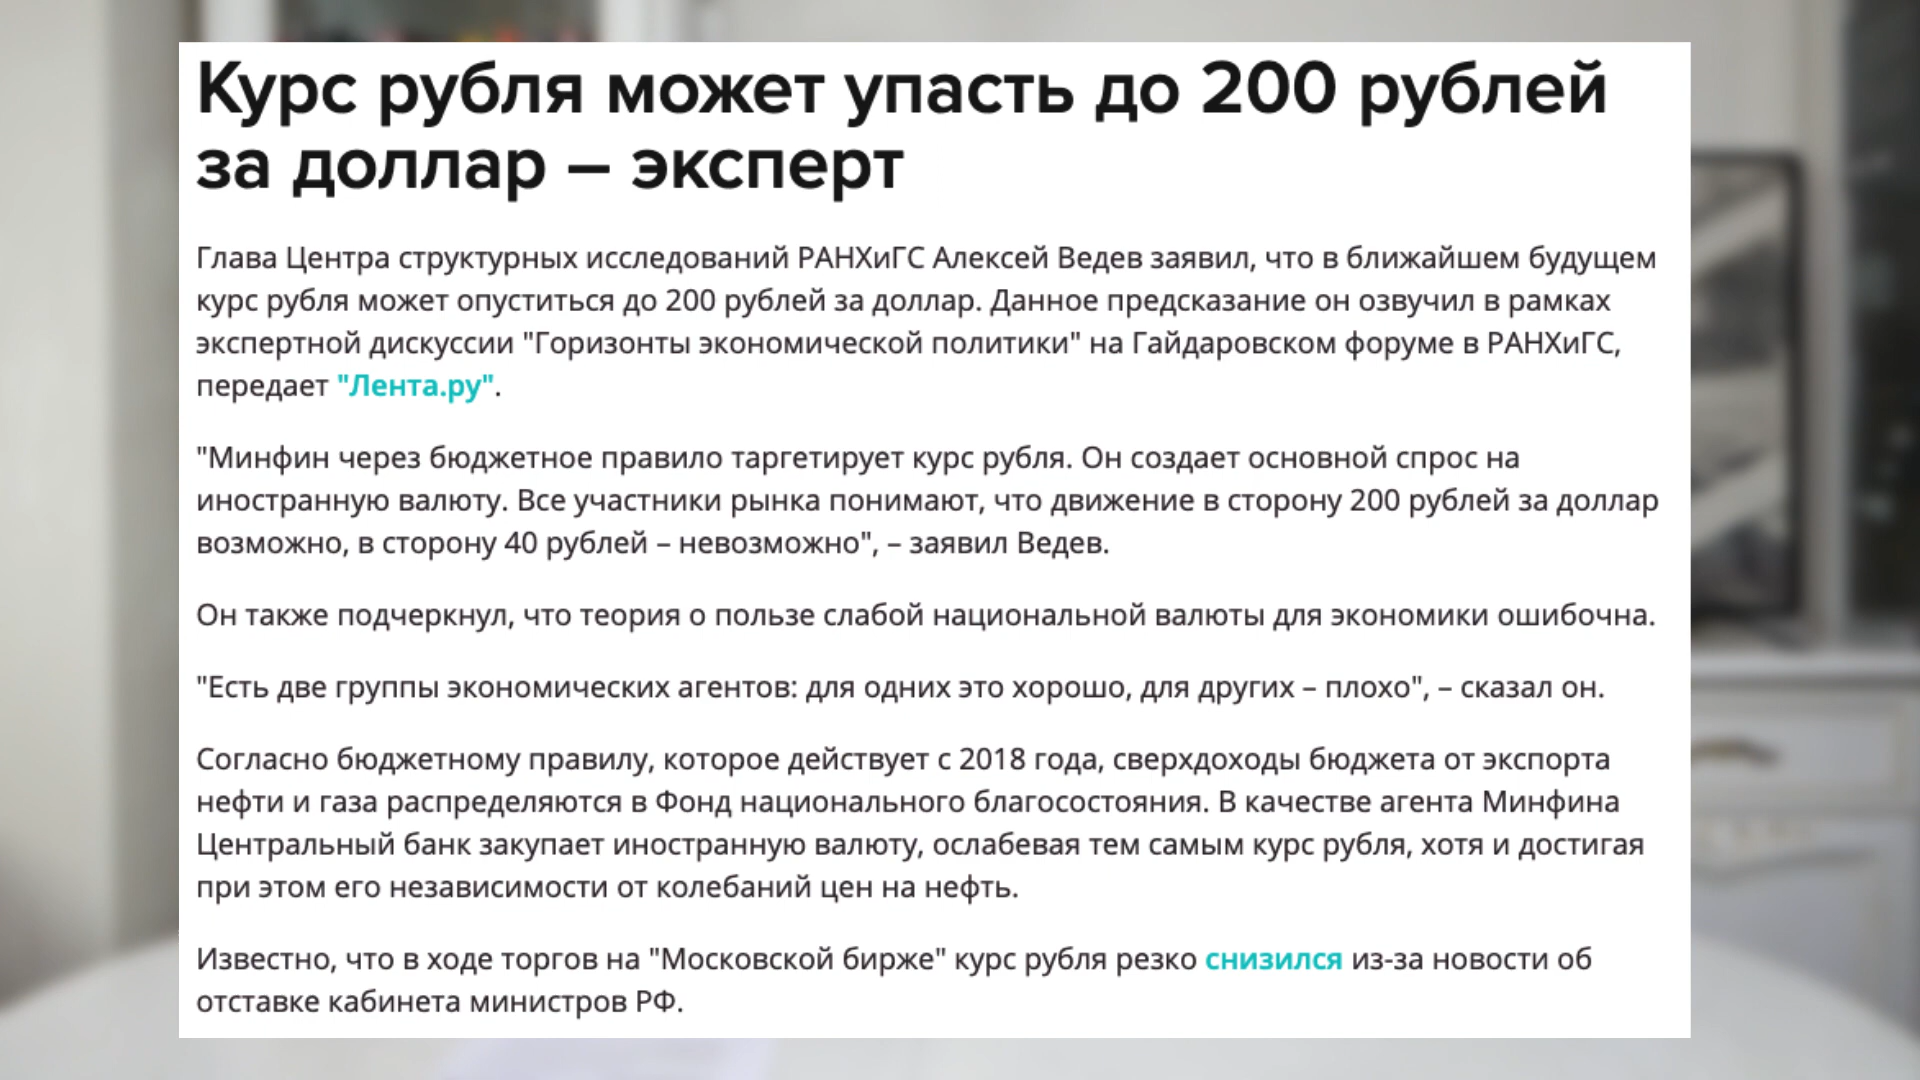 Курс рубля может упасть до 200 рублей
за доллар – эксперт
Глава Центра структурных исследований РАНХиГС Алексей Ведев заявил, что в ближайшем будущем
курс рубля может опуститься до 200 рублей за доллар. Данное предсказание он озвучил в рамках
экспертной дискуссии "Горизонты экономической политики" на Гайдаровском форуме в РАНХиГС,
передает "Лента.ру".
"Минфин через бюджетное правило таргетирует курс рубля. Он создает основной спрос на
иностранную валюту. Все участники рынка понимают, что движение в сторону 200 рублей за доллар
возможно, в сторону 40 рублей – невозможно", – заявил Ведев.
Он также подчеркнул, что теория о пользе слабой национальной валюты для экономики ошибочна.
"Есть две группы экономических агентов: для одних это хорошо, для других – плохо", – сказал он.
Согласно бюджетному правилу, которое действует с 2018 года, сверхдоходы бюджета от экспорта
нефти и газа распределяются в Фонд национального благосостояния. В качестве агента Минфина
Центральный банк закупает иностранную валюту, ослабевая тем самым курс рубля, хотя и достигая
при этом его независимости от колебаний цен на нефть.
Известно, что в ходе торгов на "Московской бирже" курс рубля резко снизился из-за новости об
отставке кабинета министров РФ.